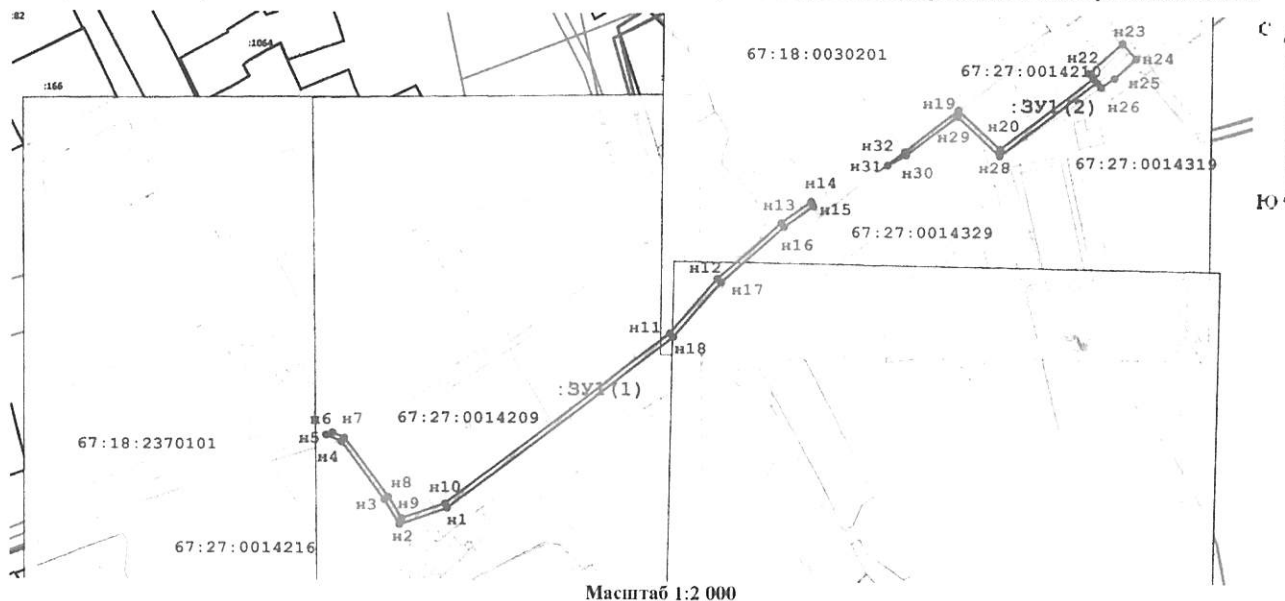 :82
:1064
:166
67:18:0030201
н23
н22
н24
67:27:0014210
н25
:ЗУ1(2)
н26
н19
н29
н20
н28
н32
н31
н30
67:27:0014319
н14
н13
н15
н16
67:27:0014329
С
Ю
н12
н17
н11
н18
:ЗУ1(1)
67:27:0014209
н6
н7
н5
н4
67:18:2370101
н8
н3
н9
н10
н2
н1
67:27:0014216
Масштаб 1:2 000